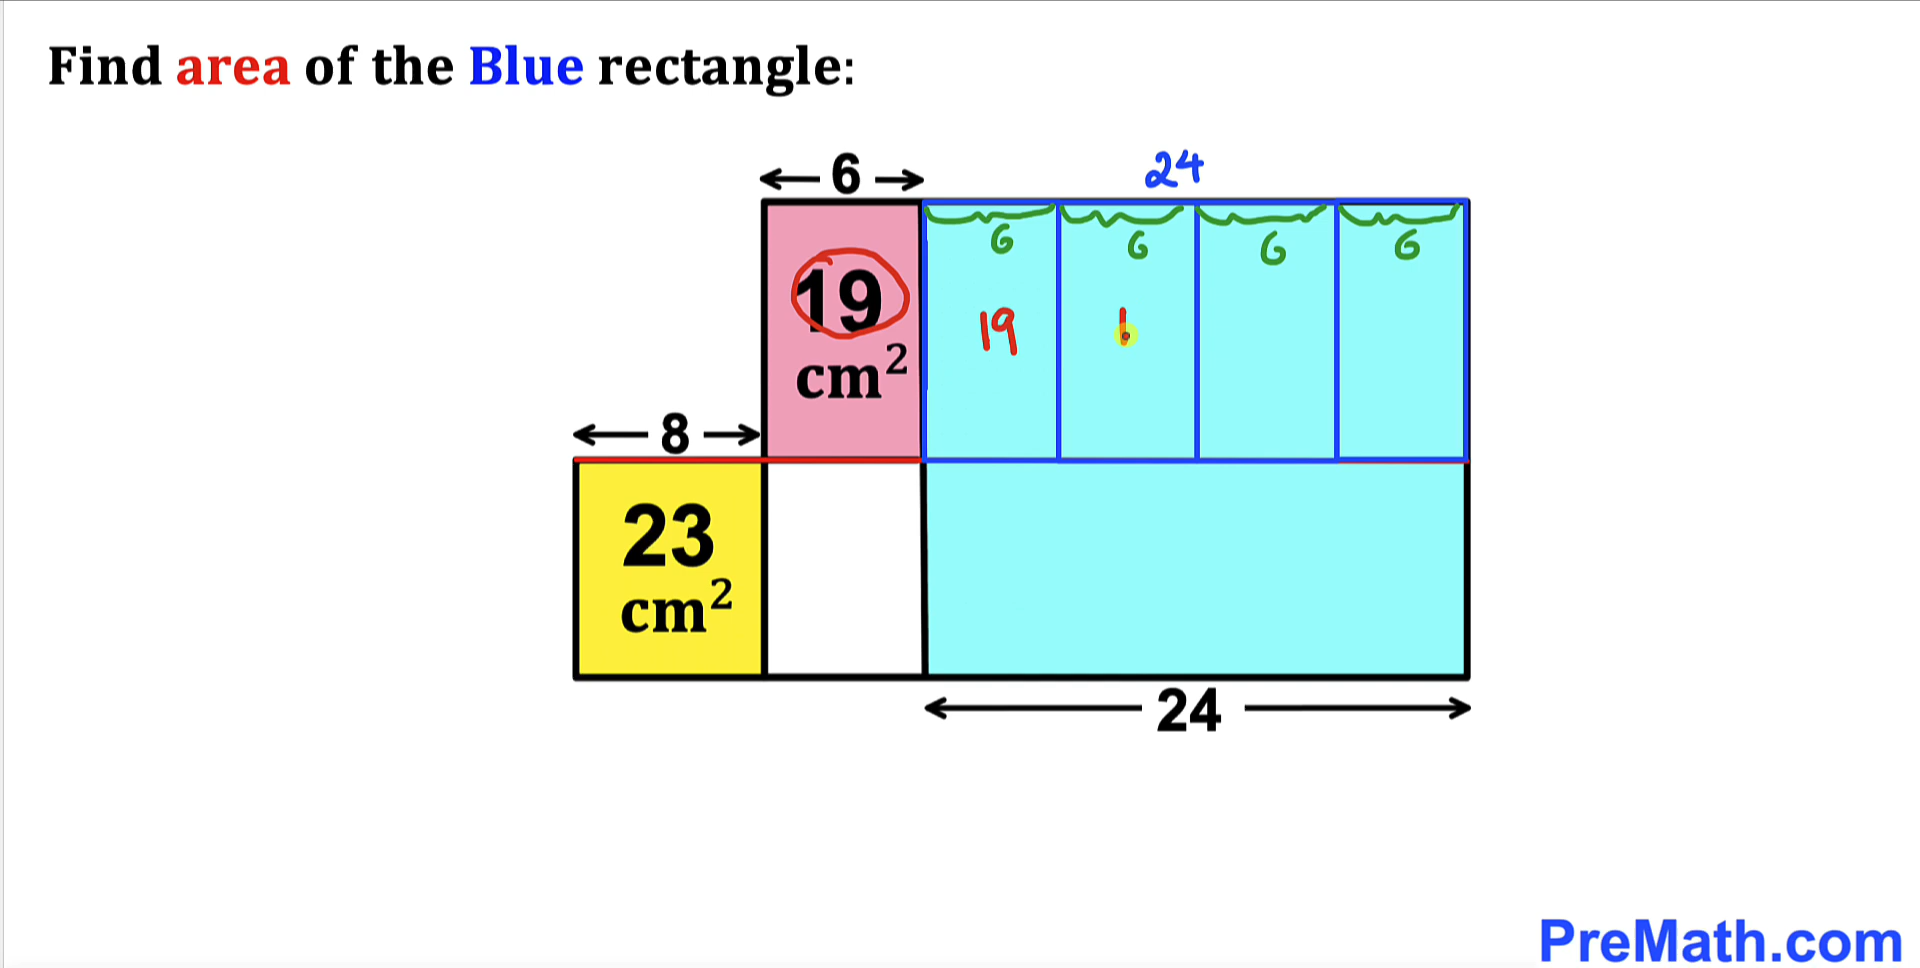 Find area of the Blue rectangle:
6
24
6 6 6 6
19
cm²
19
8
23
cm²
24
PreMath.com